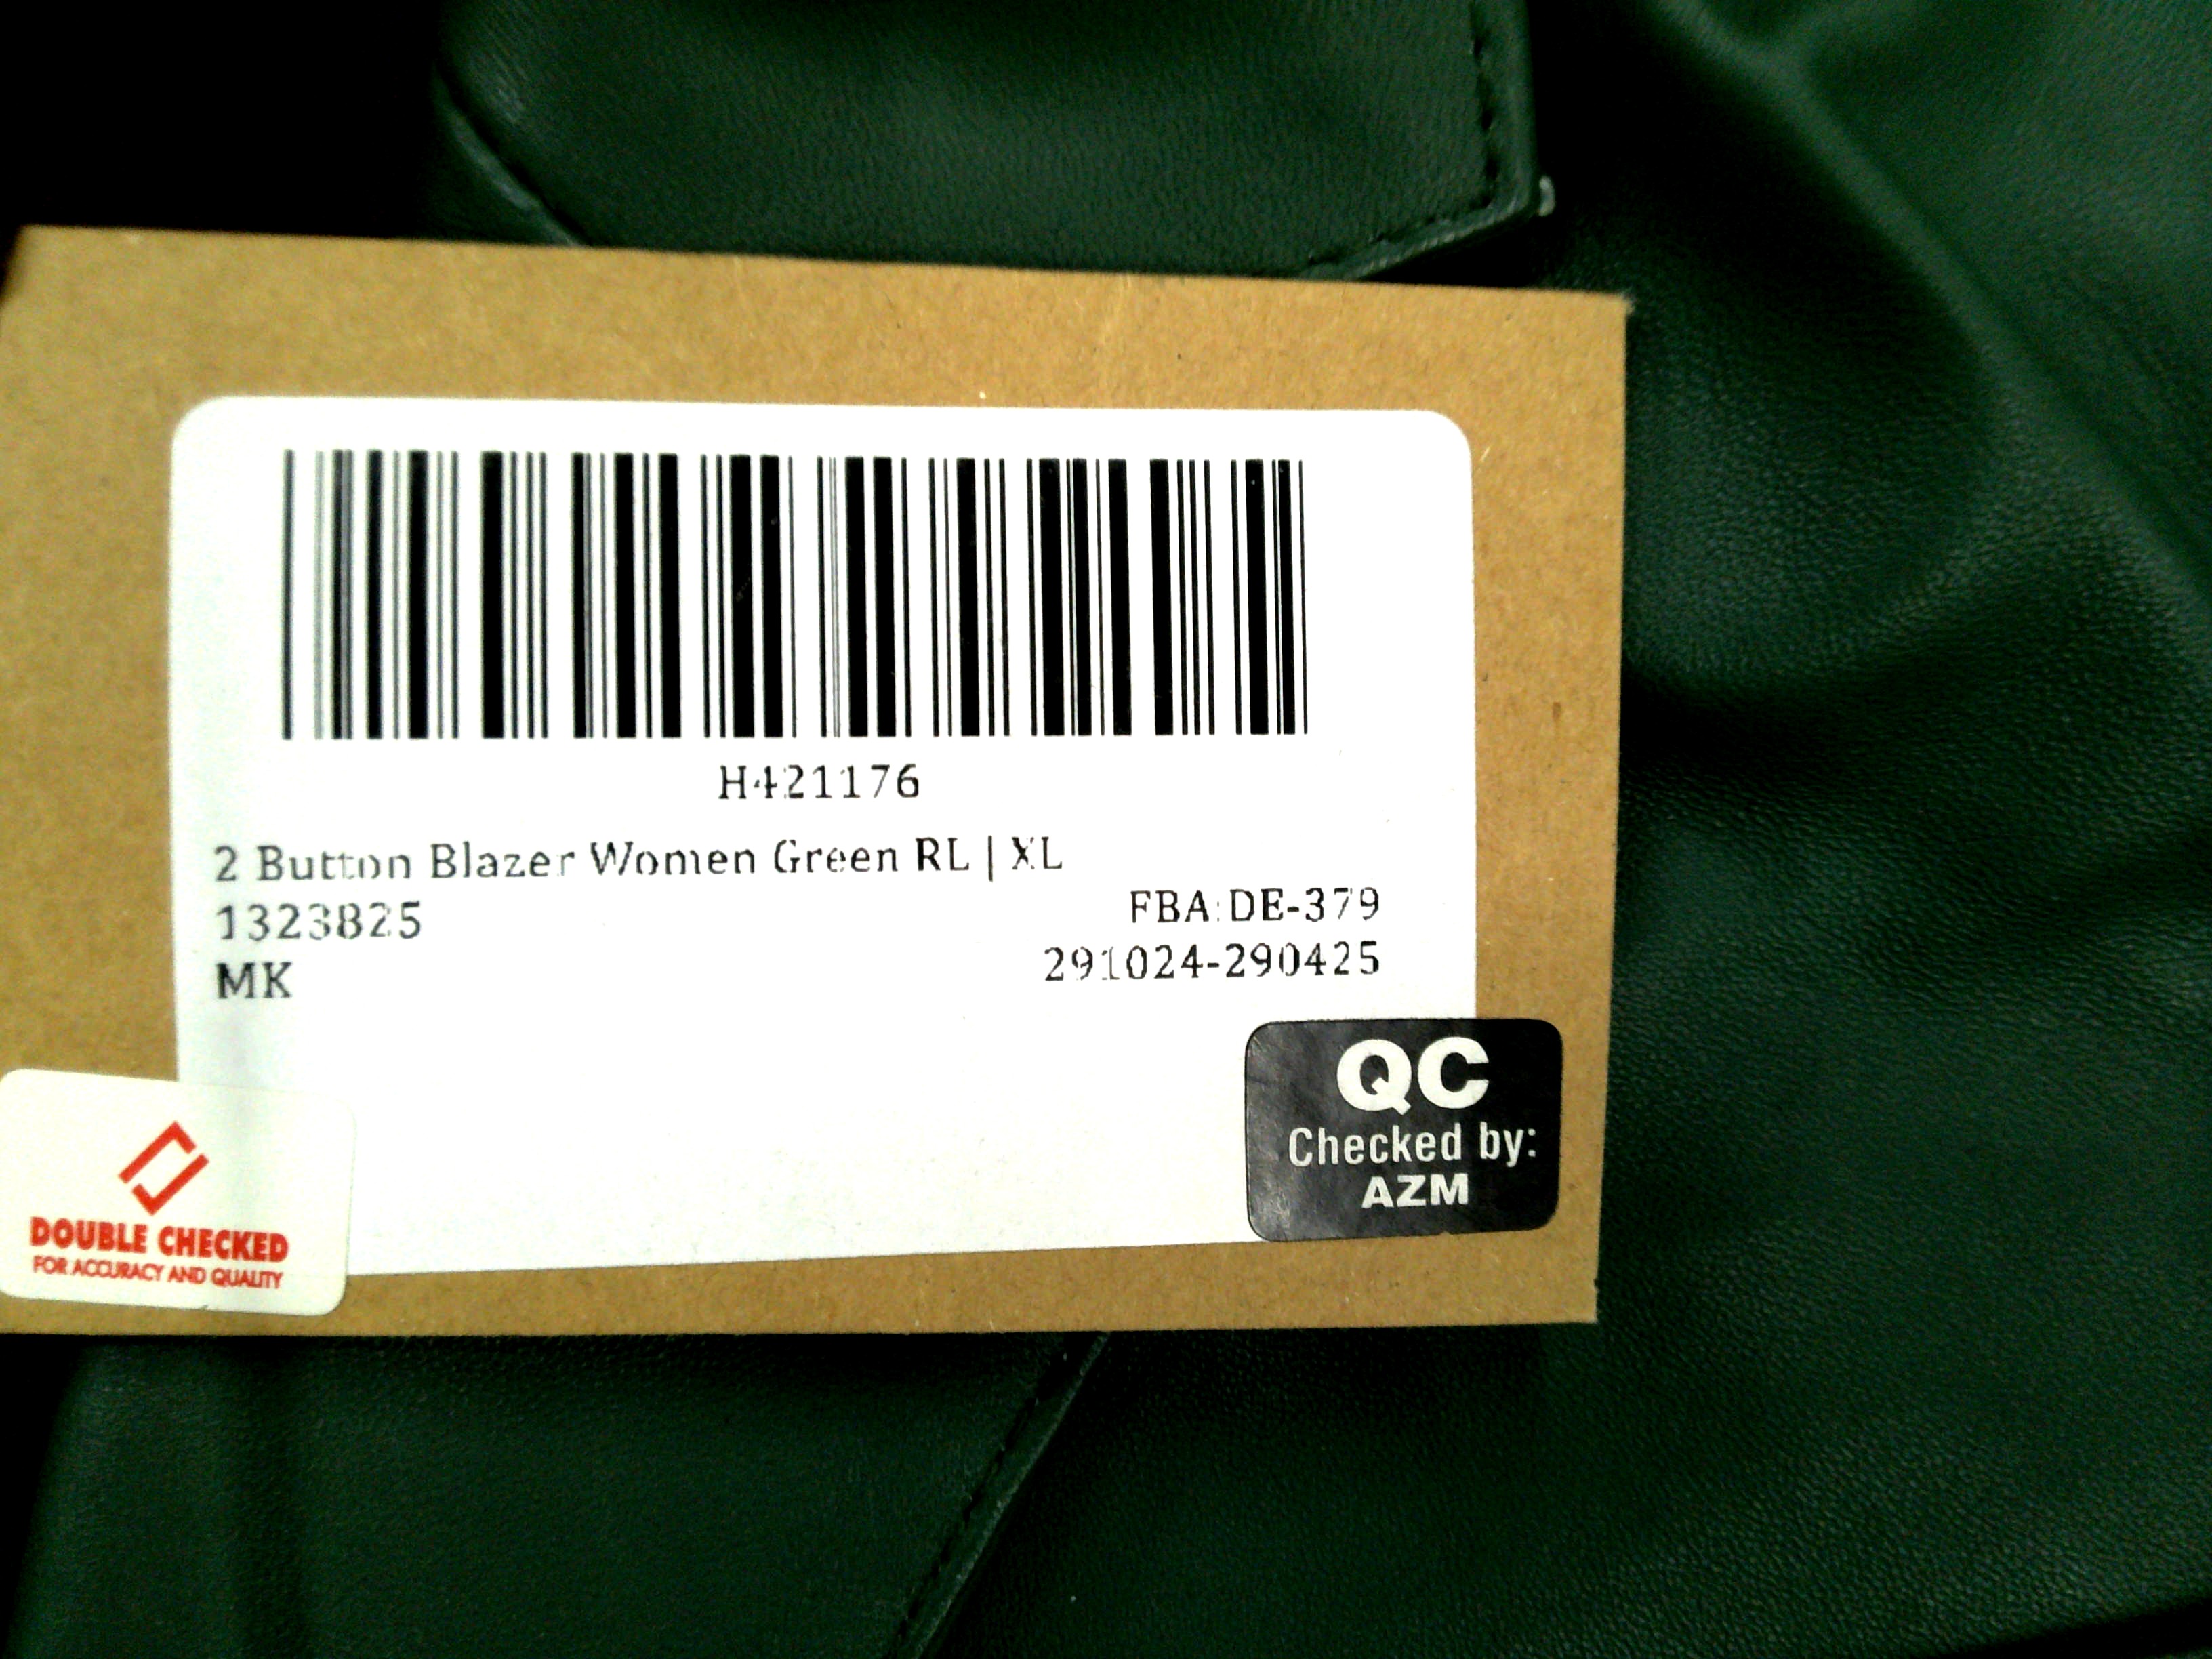 H421176
2 Button Blazer Women Green RL | XL
1323825
FBA:DE-379
MK
291024-290425
QC
Checked by:
AZM
DOUBLE CHECKED
FOR ACCURACY AND QUALITY